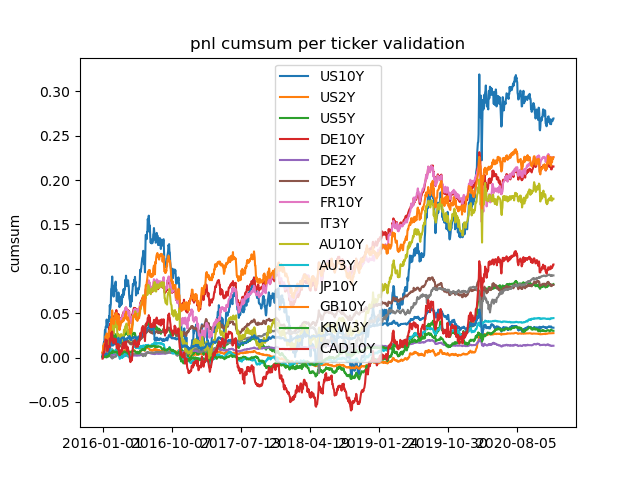 pnl cumsum per ticker validation
cumsum
0.30
0.25
0.20
0.15
0.10
0.05
0.00
−0.05
US10Y
US2Y
US5Y
DE10Y
DE2Y
DE5Y
FR10Y
IT3Y
AU10Y
AU3Y
JP10Y
GB10Y
KRW3Y
CAD10Y
2016-01-01 2016-10-07 2017-07-13 2018-04-19 2019-01-24 2019-10-30 2020-08-05